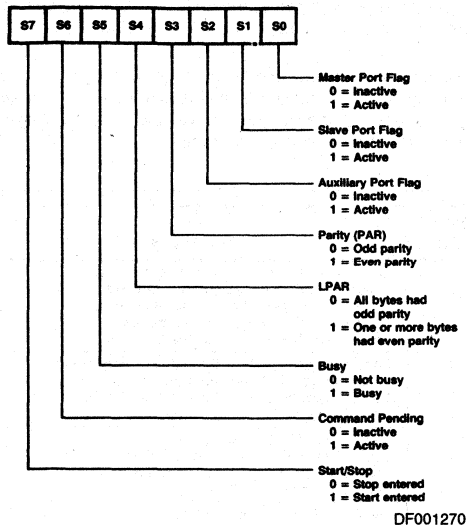 S7 S6 S5 S4 S3 S2 S1 S0
Master Port Flag
0 = Inactive
1 = Active
Slave Port Flag
0 = Inactive
1 = Active
Auxiliary Port Flag
0 = Inactive
1 = Active
Parity (PAR)
0 = Odd parity
1 = Even parity
LPAR
0 = All bytes had
odd parity
1 = One or more bytes
had even parity
Busy
0 = Not busy
1 = Busy
Command Pending
0 = Inactive
1 = Active
Start/Stop
0 = Stop entered
1 = Start entered
DF001270